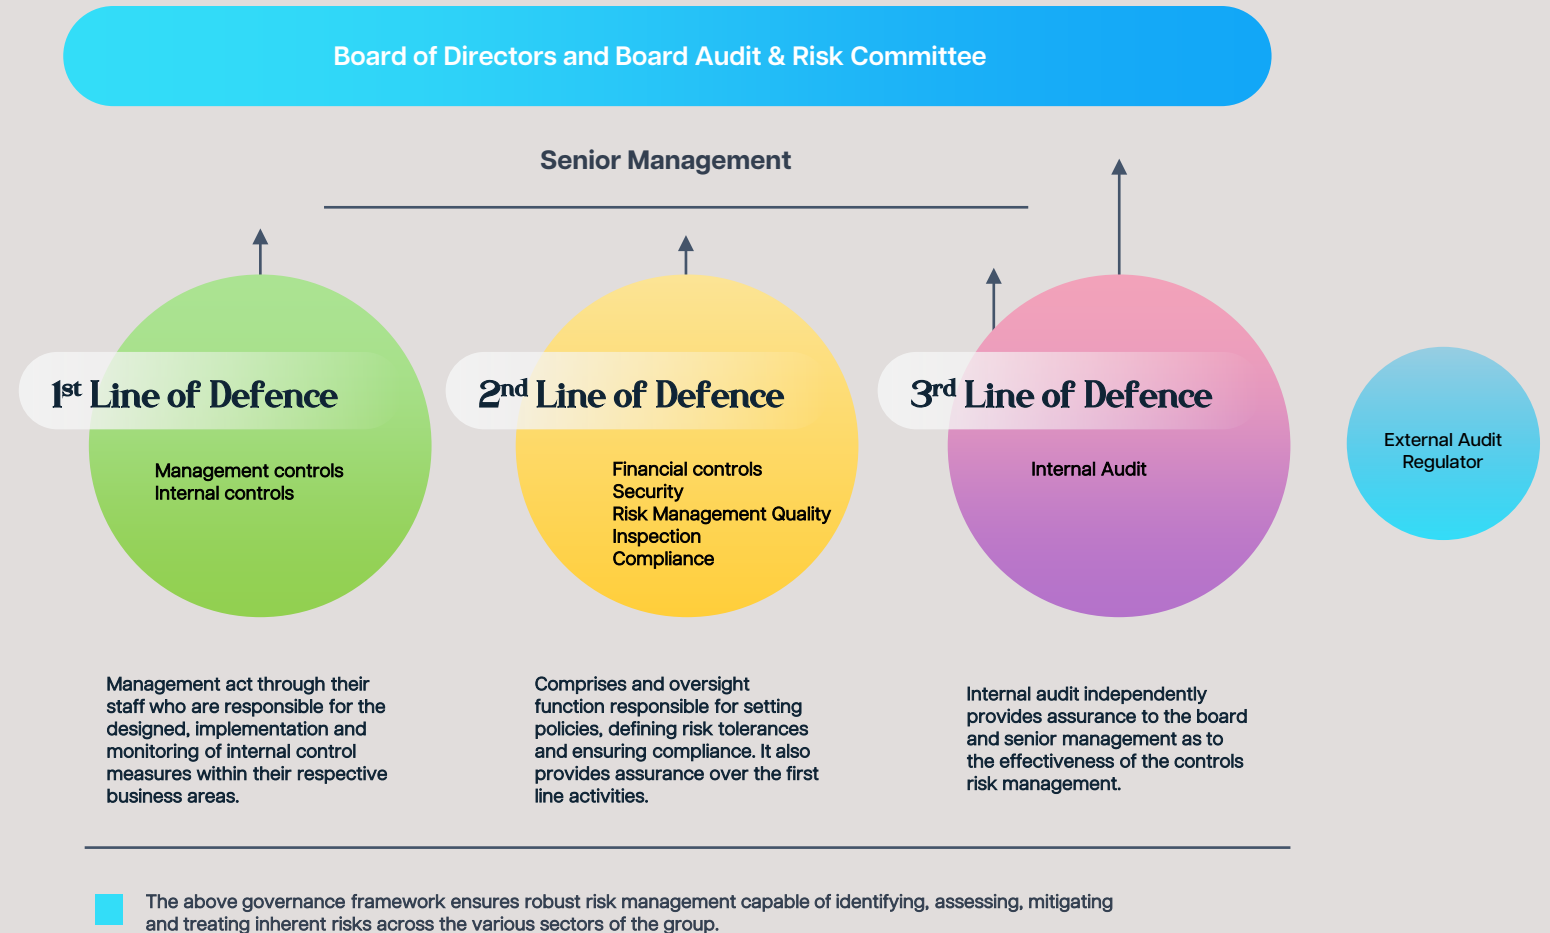 Board of Directors and Board Audit & Risk Committee
Senior Management
1st Line of Defence
Management controls
Internal controls
2nd Line of Defence
Financial controls
Security
Risk Management Quality
Inspection
Compliance
3rd Line of Defence
Internal Audit
External Audit
Regulator
Management act through their
staff who are responsible for the
designed, implementation and
monitoring of internal control
measures within their respective
business areas.
Comprises and oversight
function responsible for setting
policies, defining risk tolerances
and ensuring compliance. It also
provides assurance over the first
line activities.
Internal audit independently
provides assurance to the board
and senior management as to
the effectiveness of the controls
risk management.
The above governance framework ensures robust risk management capable of identifying, assessing, mitigating
and treating inherent risks across the various sectors of the group.